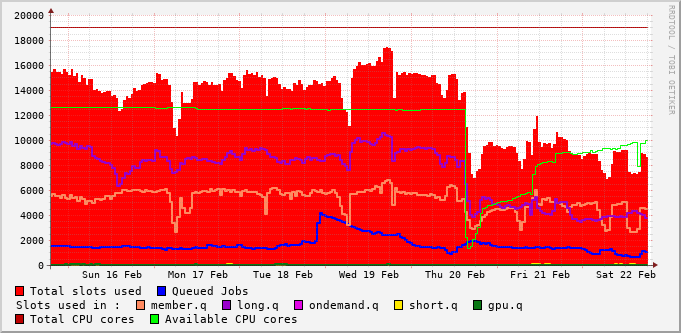 20000
18000
16000
14000
12000
10000
8000
6000
4000
2000
0
Sun 16 Feb Mon 17 Feb Tue 18 Feb Wed 19 Feb Thu 20 Feb Fri 21 Feb Sat 22 Feb
RRDTOOL / TOBI OETIKER
Total slots used Queued Jobs
Slots used in : member.q long.q ondemand.q short.q gpu.q
Total CPU cores Available CPU cores